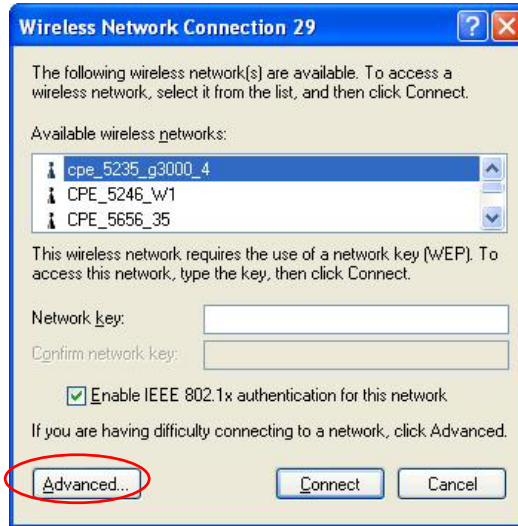 Wireless Network Connection 29
The following wireless network(s) are available. To access a
wireless network, select it from the list, and then click Connect.
Available wireless networks:
cpe_5235_g3000_4
CPE_5246_W1
CPE_5656_35
This wireless network requires the use of a network key (WEP). To
access this network, type the key, then click Connect.
Network key:
Confirm network key:
Enable IEEE 802.1x authentication for this network
If you are having difficulty connecting to a network, click Advanced.
Advanced... Connect Cancel